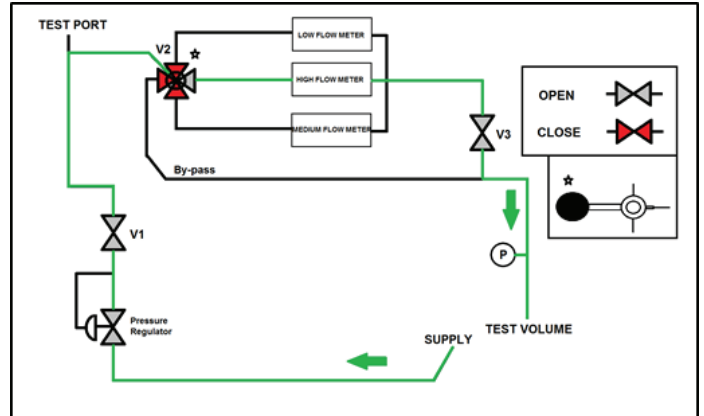 TEST PORT
V2
LOW FLOW METER
HIGH FLOW METER
MEDIUM FLOW METER
V3
By-pass
OPEN
CLOSE
V1
P
Pressure
Regulator
SUPPLY
TEST VOLUME